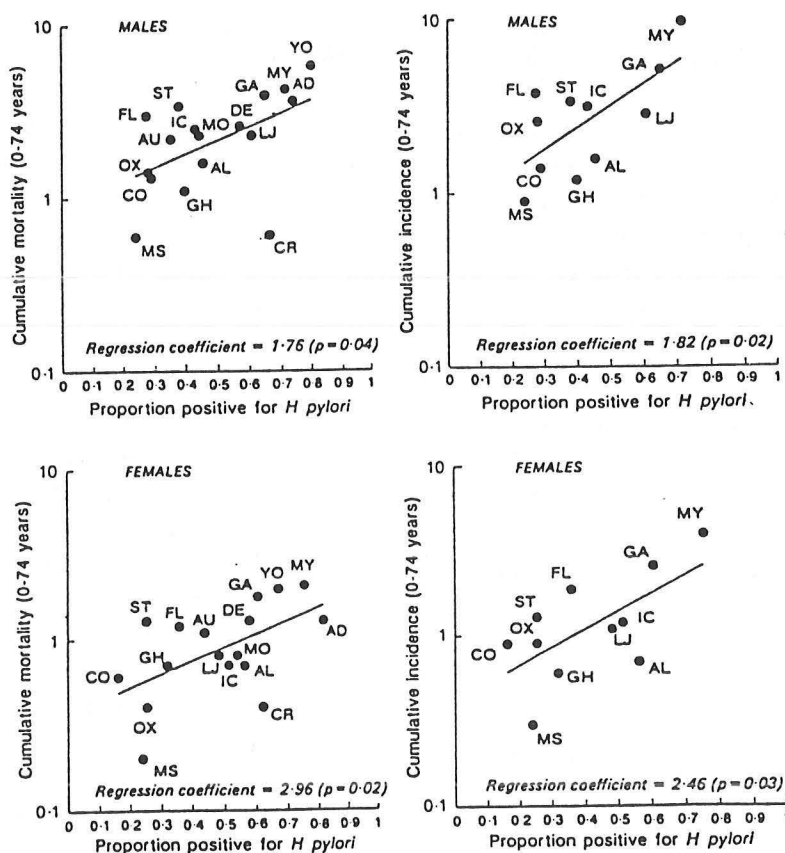 10
MALES
YO
MY
AD
GA
ST
DE
FL
IC
MO
AU
LJ
OX
AL
CO
GH
1
MS
CR
Cumulative mortality (0-74 years)
Regression coefficient = 1·76 (p=0·04)
0·1
0 0·1 0·2 0·3 0·4 0·5 0·6 0·7 0·8 0·9 1
Proportion positive for H pylori
10
MALES
MY
GA
FL
ST
IC
OX
LJ
CO
AL
GH
MS
1
Cumulative incidence (0-74 years)
Regression coefficient = 1·82 (p=0·02)
0·1
0 0·1 0·2 0·3 0·4 0·5 0·6 0·7 0·8 0·9 1
Proportion positive for H pylori.
10
FEMALES
YO
MY
GA
ST
FL
AU
DE
AD
GH
MO
CO
LJ
IC
AL
1
OX
CR
MS
Cumulative mortality (0-74 years)
Regression coefficient = 2·96 (p=0·02)
0·1
0 0·1 0·2 0·3 0·4 0·5 0·6 0·7 0·8 0·9 1
Proportion positive for H pylori
10
FEMALES
MY
GA
FL
ST
OX
IC
CO
LJ
1
GH
AL
MS
Cumulative incidence (0-74 years)
Regression coefficient = 2·46 (p=0·03)
0·1
0 0·1 0·2 0·3 0·4 0·5 0·6 0·7 0·8 0·9 1
Proportion positive for H pylori